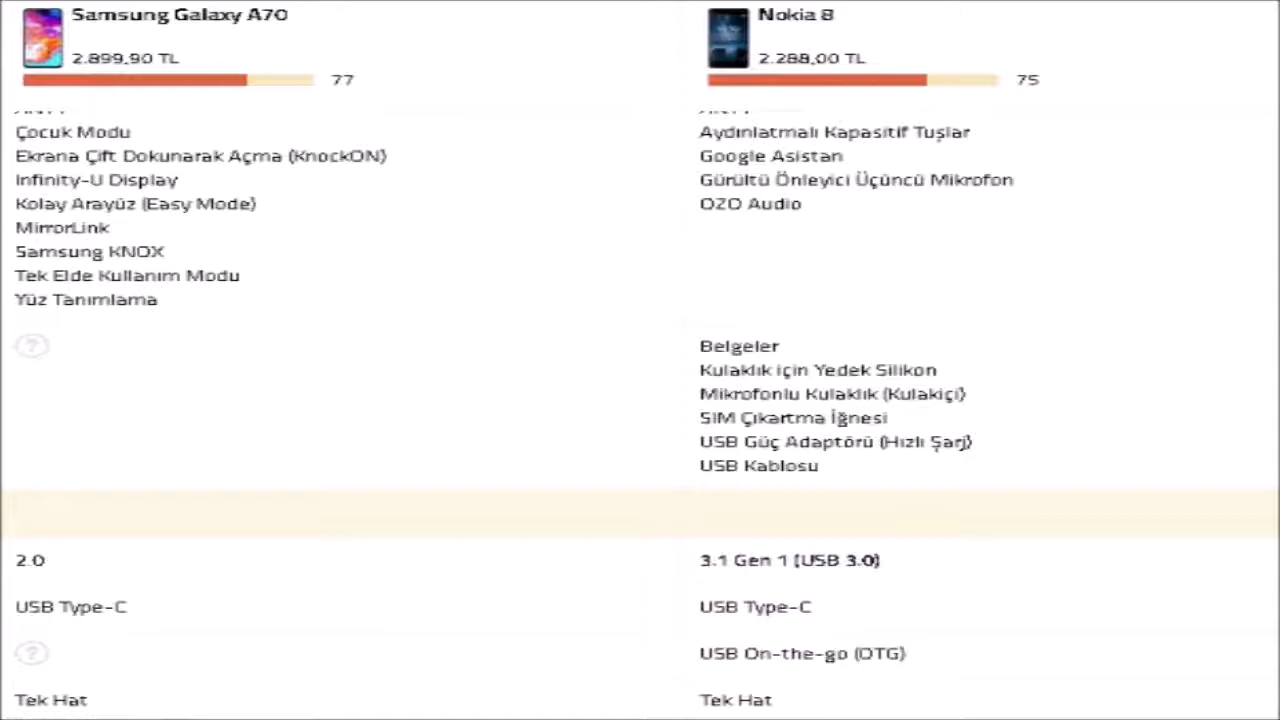 Samsung Galaxy A70
2.899,90 TL
77
Nokia 8
2.288,00 TL
75
Çocuk Modu
Ekrana Çift Dokunarak Açma (KnockON)
Infinity-U Display
Kolay Arayüz (Easy Mode)
MirrorLink
Samsung KNOX
Tek Elde Kullanım Modu
Yüz Tanımlama
Aydınlatmalı Kapasitif Tuşlar
Google Asistan
Gürültü Önleyici Üçüncü Mikrofon
OZO Audio
?
Belgeler
Kulaklık için Yedek Silikon
Mikrofonlu Kulaklık (Kulakiçi)
SIM Çıkartma İğnesi
USB Güç Adaptörü (Hızlı Şarj)
USB Kablosu
2.0
3.1 Gen 1 (USB 3.0)
USB Type-C
USB Type-C
?
USB On-the-go (OTG)
Tek Hat
Tek Hat